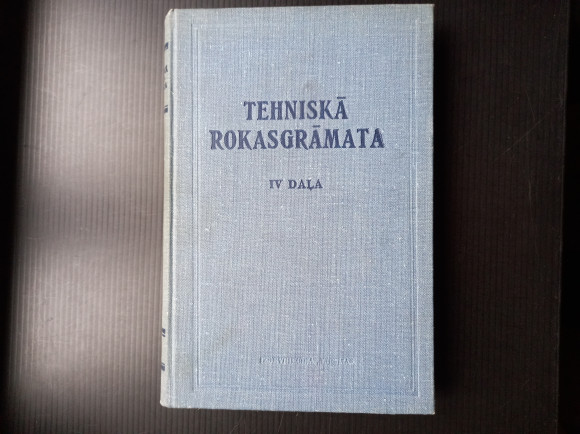 TEHNISKĀ
ROKASGRĀMATA
IV DAĻA